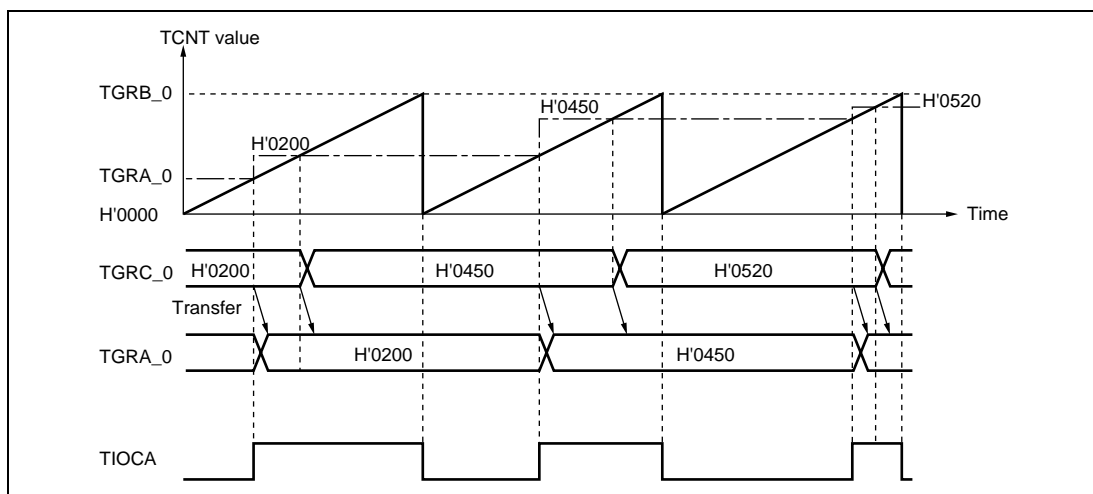 TCNT value
TGRB_0
H'0520
H'0450
H'0200
TGRA_0
H'0000
Time
TGRC_0
H'0200
H'0450
H'0520
Transfer
TGRA_0
H'0200
H'0450
TIOCA